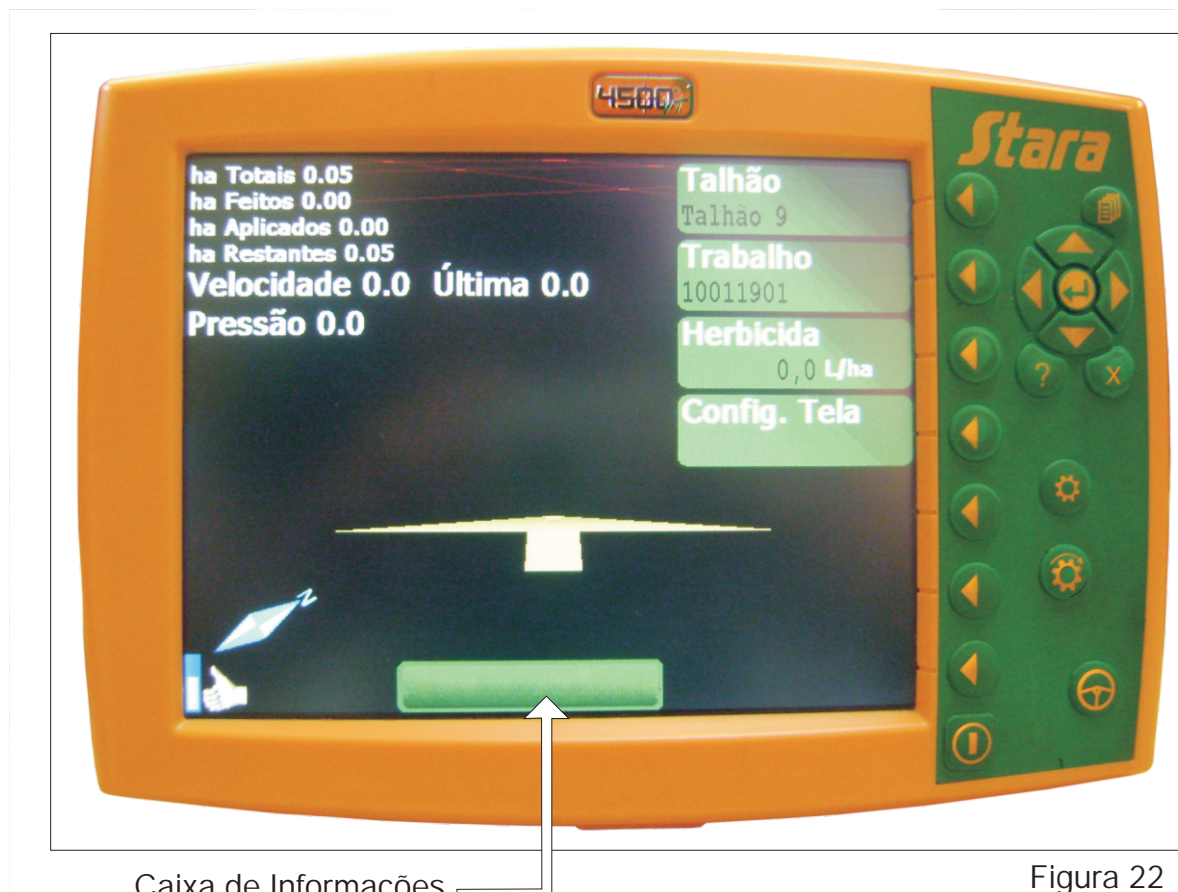 4500VT
Stara
ha Totais 0.05
ha Feitos 0.00
ha Aplicados 0.00
ha Restantes 0.05
Velocidade 0.0 Última 0.0
Pressão 0.0
Talhão
Talhão 9
Trabalho
10011901
Herbicida
0,0 L/ha
Config. Tela
?
X
N
Caixa de Informações
Figura 22